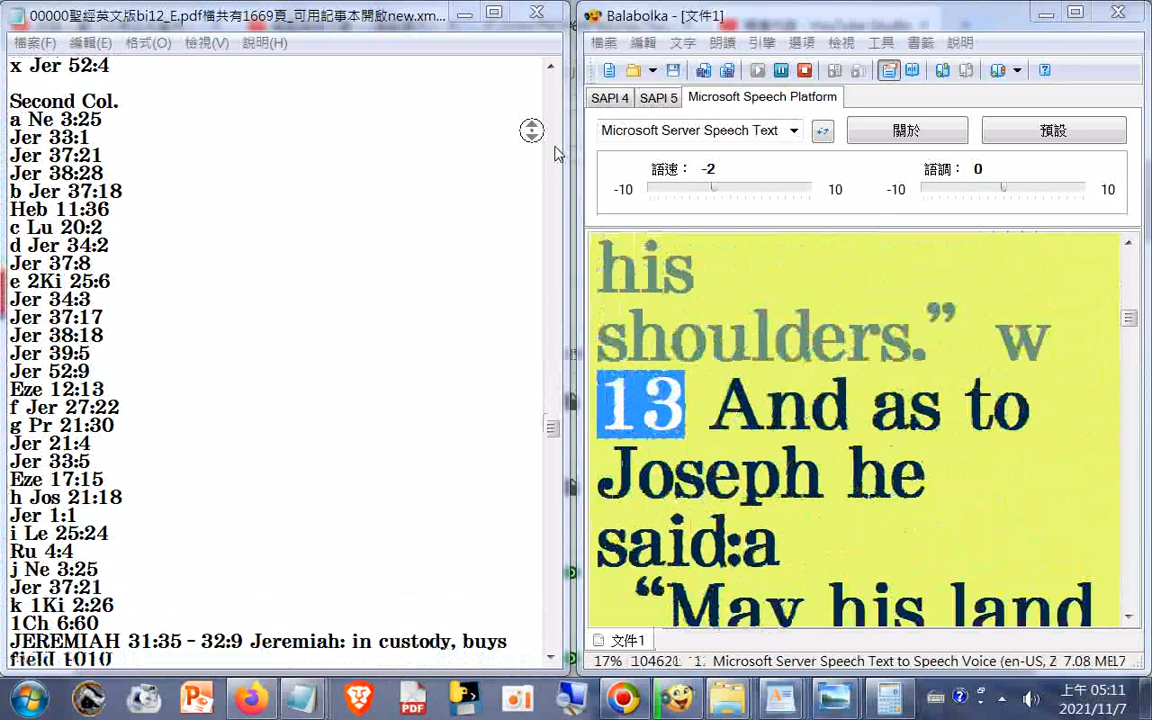 00000聖經英文版bi12_E.pdf檔共有1669頁_可用記事本開啟new.xm...
檔案(F) 編輯(E) 格式(O) 檢視(V) 說明(H)
x Jer 52:4
Second Col.
a Ne 3:25
Jer 33:1
Jer 37:21
Jer 38:28
b Jer 37:18
Heb 11:36
c Lu 20:2
d Jer 34:2
Jer 37:8
e 2Ki 25:6
Jer 34:3
Jer 37:17
Jer 38:18
Jer 39:5
Jer 52:9
Eze 12:13
f Jer 27:22
g Pr 21:30
Jer 21:4
Jer 33:5
Eze 17:15
h Jos 21:18
Jer 1:1
i Le 25:24
Ru 4:4
j Ne 3:25
Jer 37:21
k 1Ki 2:26
1Ch 6:60
JEREMIAH 31:35 - 32:9 Jeremiah: in custody, buys
field 1010
Balabolka - [文件1]
檔案 編輯 文字 朗讀 引擎 選項 檢視 工具 書籤 說明
SAPI 4 SAPI 5 Microsoft Speech Platform
Microsoft Server Speech Text 關於 預設
語速： -2 語調： 0
-10 10 -10 10
his
shoulders.” w
13 And as to
Joseph he
said:a
“May his land
文件1
17% 104620 1: Microsoft Server Speech Text to Speech Voice (en-US, Z 7.08 ME17
PDF
上午 05:11
2021/11/7